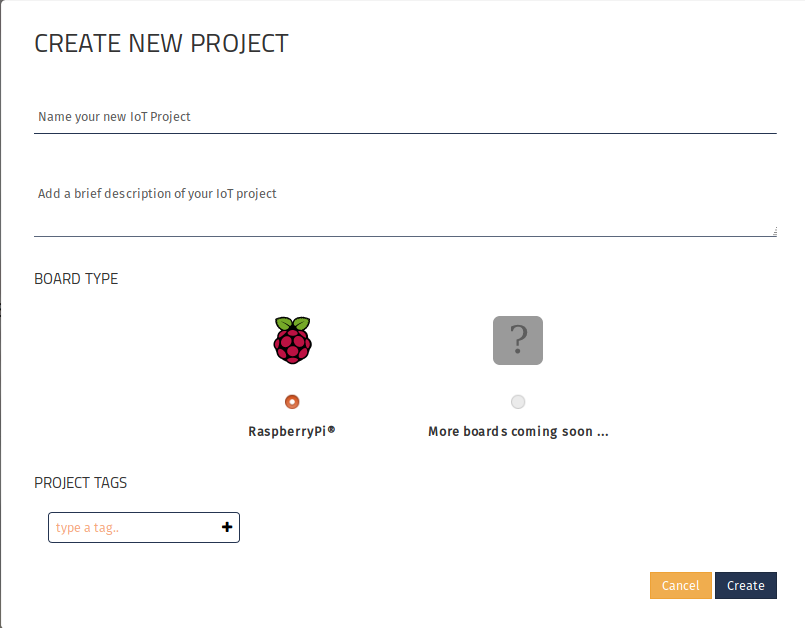 CREATE NEW PROJECT
Name your new IoT Project
Add a brief description of your IoT project
BOARD TYPE
?
RaspberryPi® More boards coming soon ...
PROJECT TAGS
type a tag..
Cancel Create